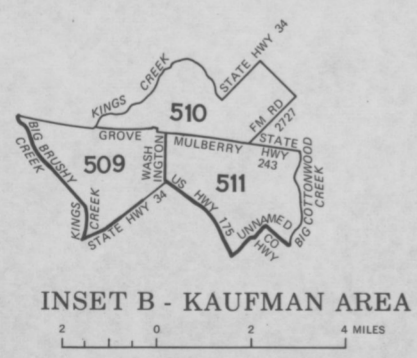 STATE HWY 34
KINGS CREEK
510
FM RD
2727
GROVE
MULBERRY
STATE
HWY
243
BIG BRUSHY
CREEK
509
WASH
INGTON
511
KINGS
CREEK
STATE HWY 34
US HWY 175
UNNAMED
CO
HWY
BIG COTTONWOOD
CREEK
INSET B - KAUFMAN AREA
2 0 2 4 MILES